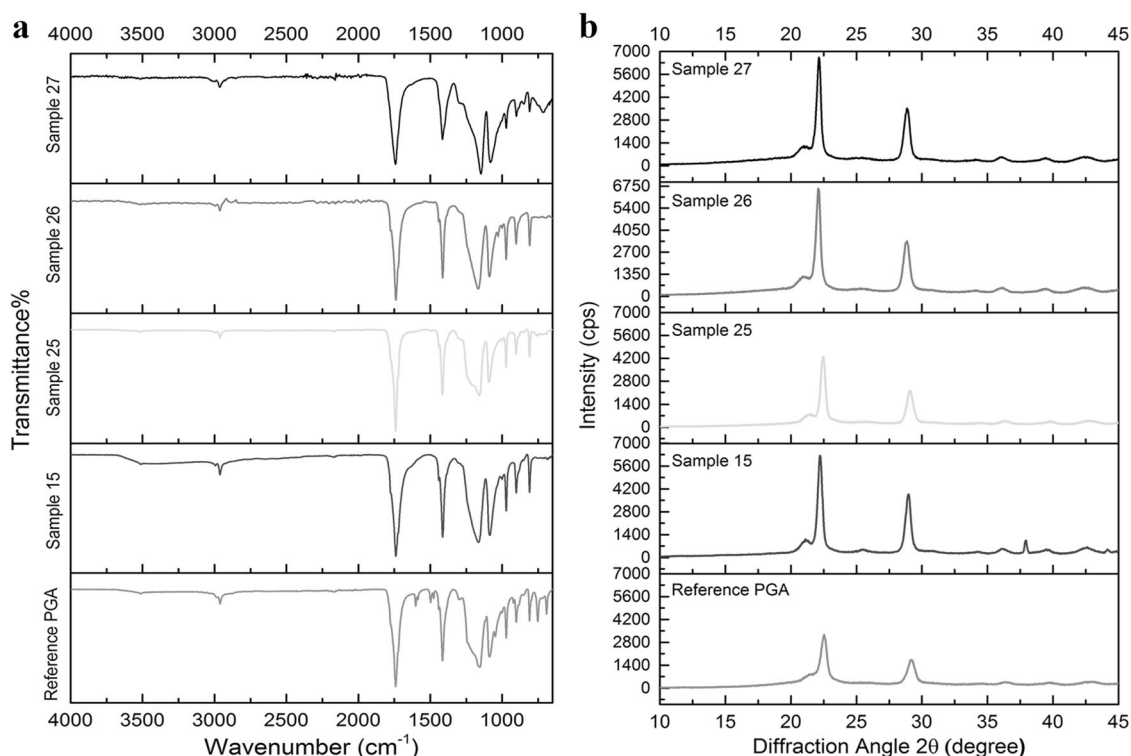 a
4000 3500 3000 2500 2000 1500 1000
Sample 27
Sample 26
Sample 25
Sample 15
Reference PGA
Transmittance%
4000 3500 3000 2500 2000 1500 1000
Wavenumber (cm⁻¹)
b
10 15 20 25 30 35 40 45
7000
5600
4200
2800
1400
0
Sample 27
6750
5400
4050
2700
1350
0
Sample 26
7000
5600
4200
2800
1400
0
Sample 25
7000
5600
4200
2800
1400
0
Sample 15
7000
5600
4200
2800
1400
0
Reference PGA
Intensity (cps)
10 15 20 25 30 35 40 45
Diffraction Angle 2θ (degree)